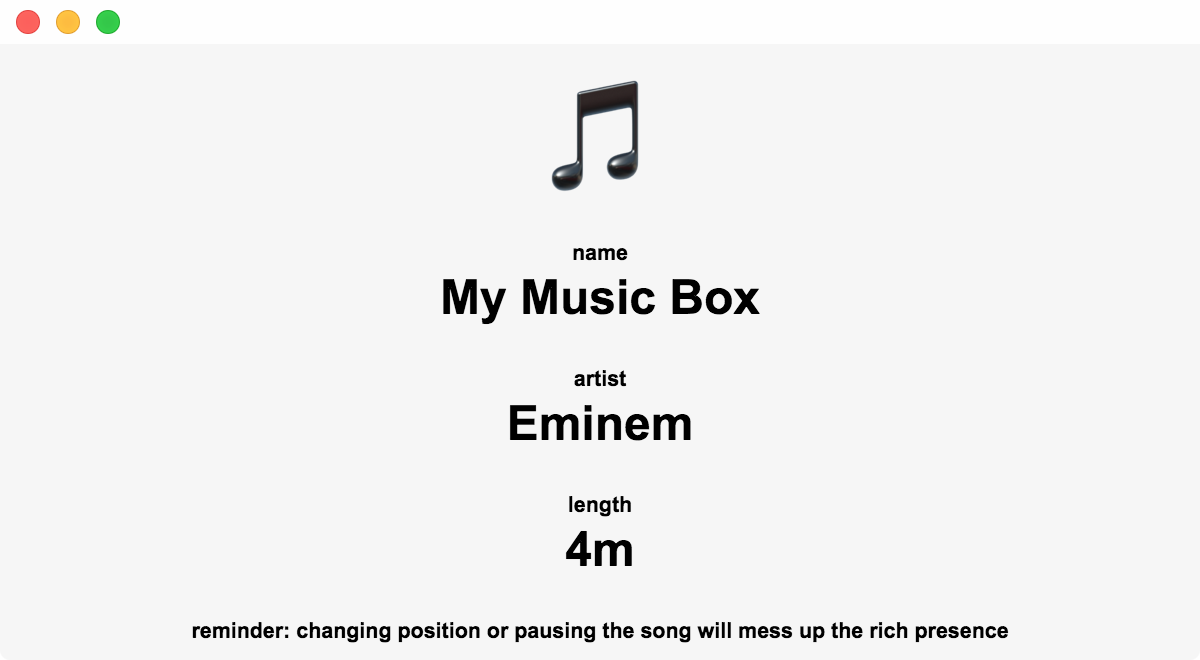 name
My Music Box
artist
Eminem
length
4m
reminder: changing position or pausing the song will mess up the rich presence